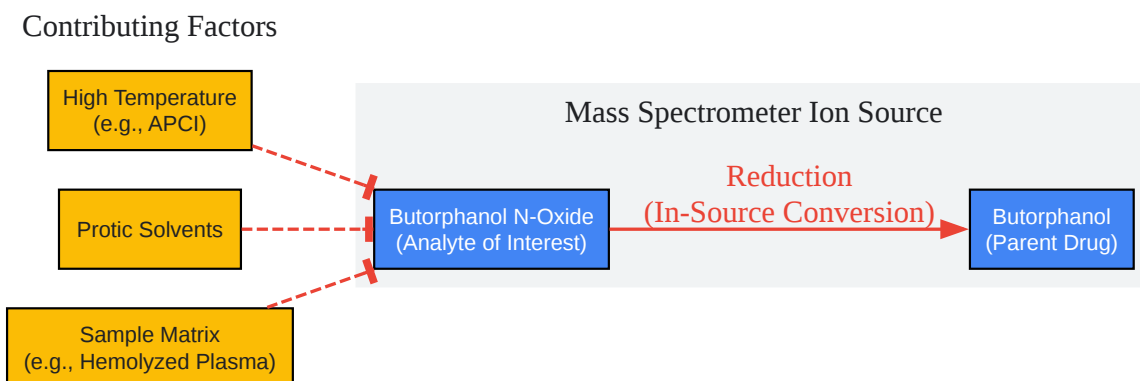 Contributing Factors
High Temperature
(e.g., APCI)
Mass Spectrometer Ion Source
Reduction
(In-Source Conversion)
Protic Solvents
Butorphanol N-Oxide
(Analyte of Interest)
Butorphanol
(Parent Drug)
Sample Matrix
(e.g., Hemolyzed Plasma)